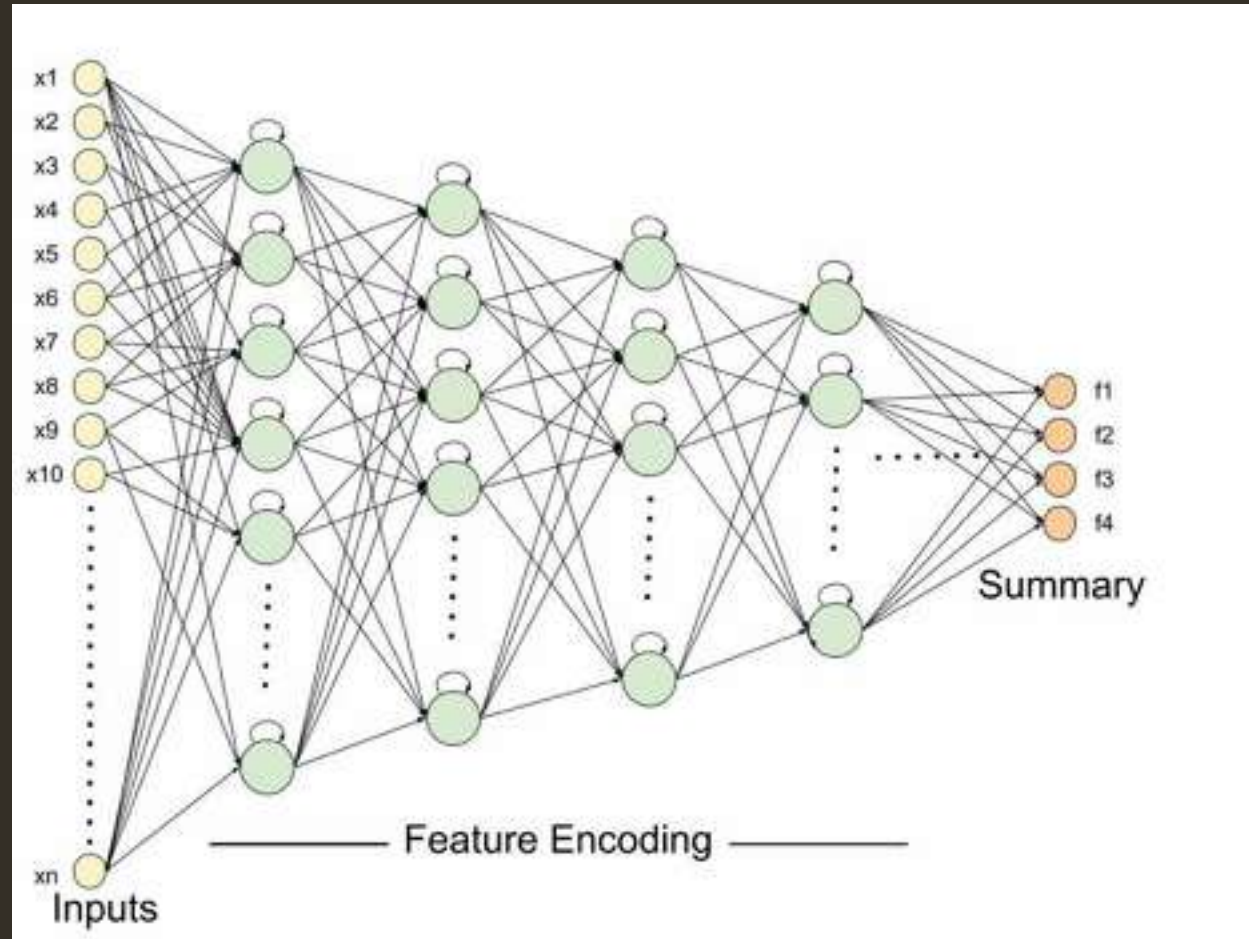 x1
x2
x3
x4
x5
x6
x7
x8
x9
x10
xn
Inputs
Feature Encoding
f1
f2
f3
f4
Summary